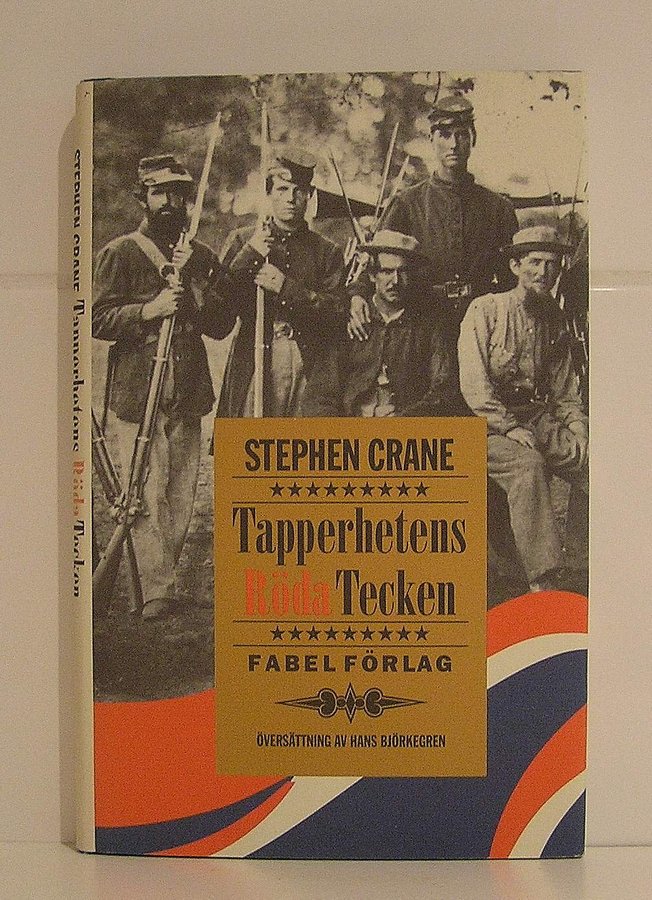 STEPHEN CRANE
Tapperhetens
Röda Tecken
FABEL FÖRLAG
ÖVERSÄTTNING AV HANS BJÖRKEGREN
STEPHEN CRANE Tapperhetens Röda Tecken